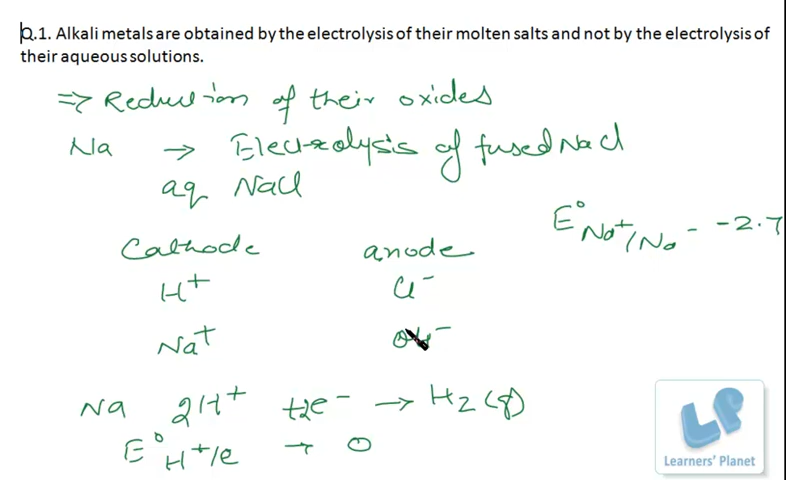 Q.1. Alkali metals are obtained by the electrolysis of their molten salts and not by the electrolysis of
their aqueous solutions.
⇒ Reduction of their oxides
Na → Electrolysis of fused NaCl
aq NaCl
E° Na+/Na = -2.7
Cathode anode
H+ Cl-
Na+ OH-
Na 2H+ +2e- → H2(g)
E° H+/e → 0
LP
Learners' Planet